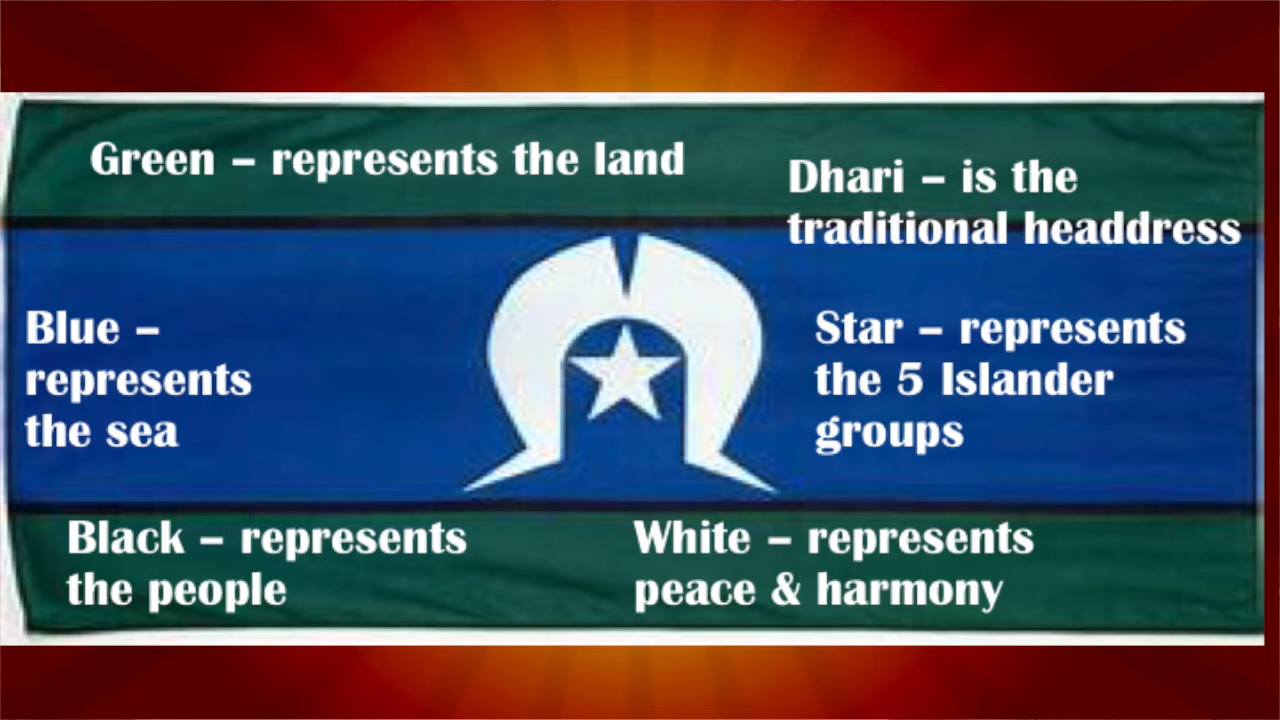 Green – represents the land
Dhari – is the
traditional headdress
Blue –
represents
the sea
Star – represents
the 5 Islander
groups
Black – represents
the people
White – represents
peace & harmony